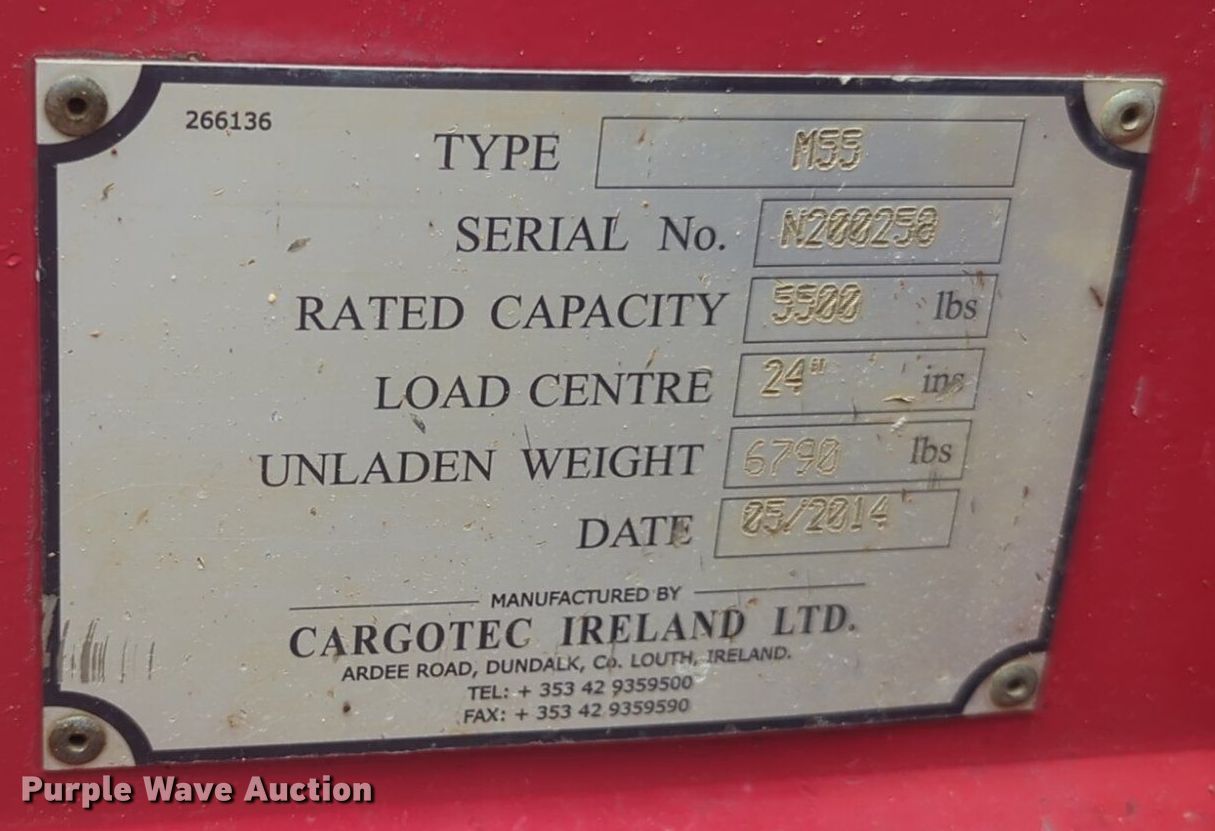 266136
TYPE M55
SERIAL No. N200258
RATED CAPACITY 5500 lbs
LOAD CENTRE 24" ins
UNLADEN WEIGHT 6790 lbs
DATE 05/2014
MANUFACTURED BY
CARGOTEC IRELAND LTD.
ARDEE ROAD, DUNDALK, Co. LOUTH, IRELAND.
TEL: + 353 42 9359500
FAX: + 353 42 9359590
Purple Wave Auction